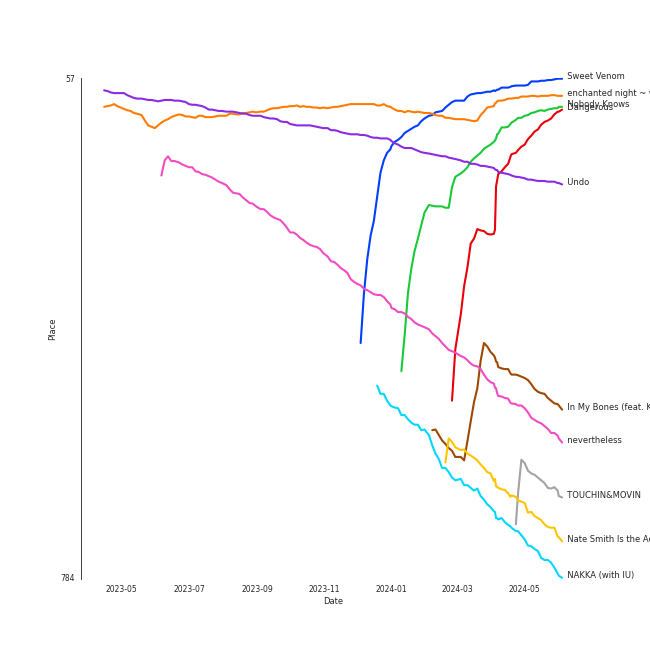 57
Sweet Venom
enchanted night ~
Nobody Knows
Dangerous
Undo
Place
In My Bones (feat. K
nevertheless
TOUCHIN&MOVIN
Nate Smith Is the Ac
NAKKA (with IU)
784
2023-05 2023-07 2023-09 2023-11 2024-01 2024-03 2024-05
Date